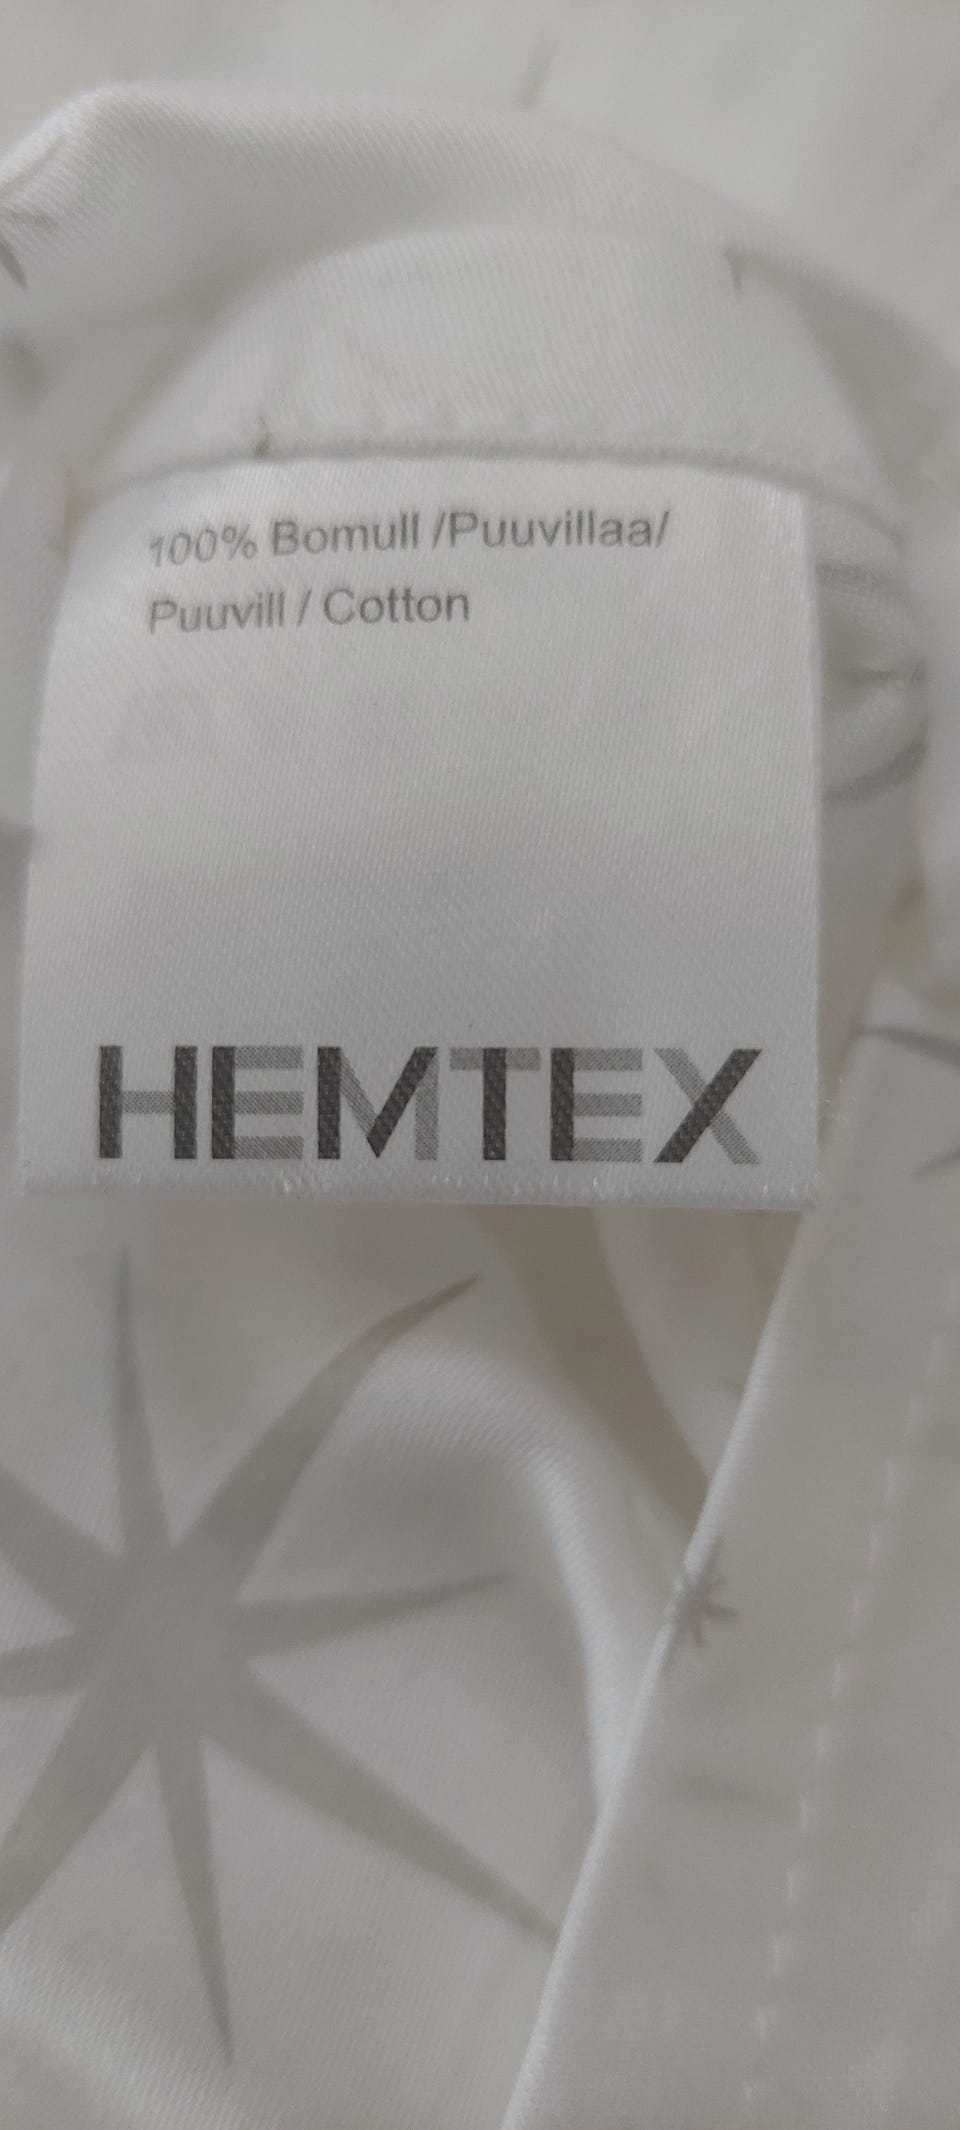 100% Bomull /Puuvillaa/
Puuvill / Cotton
HEMTEX